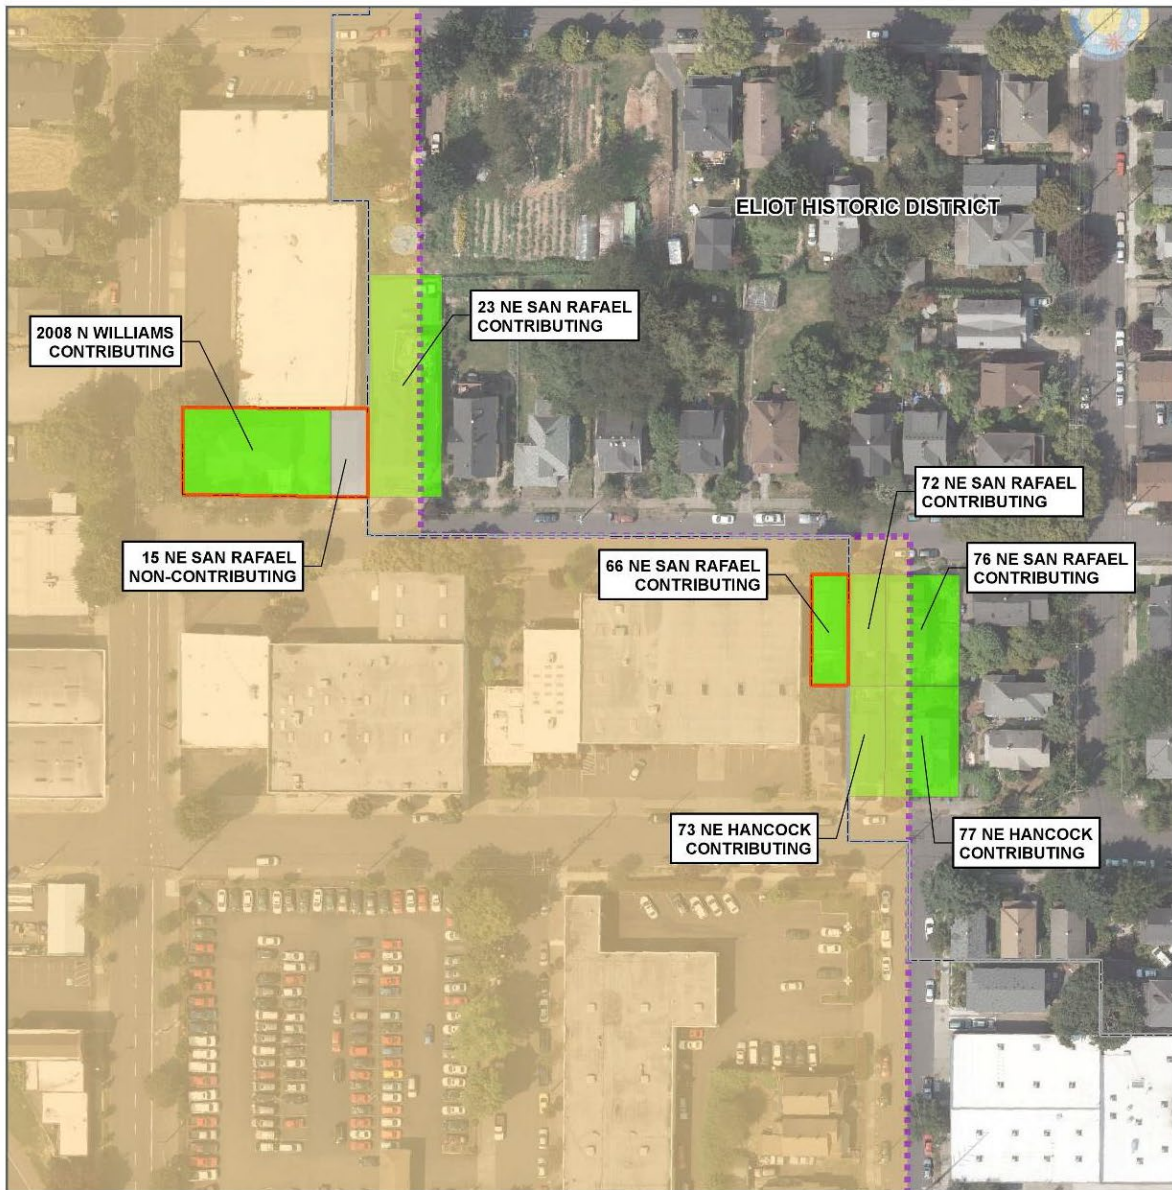 ELIOT HISTORIC DISTRICT
23 NE SAN RAFAEL
CONTRIBUTING
2008 N WILLIAMS
CONTRIBUTING
72 NE SAN RAFAEL
CONTRIBUTING
15 NE SAN RAFAEL
NON-CONTRIBUTING
66 NE SAN RAFAEL
CONTRIBUTING
76 NE SAN RAFAEL
CONTRIBUTING
73 NE HANCOCK
CONTRIBUTING
77 NE HANCOCK
CONTRIBUTING